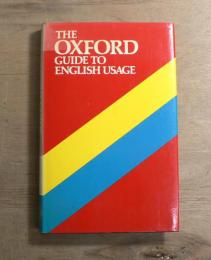 THE
OXFORD
GUIDE TO
ENGLISH USAGE